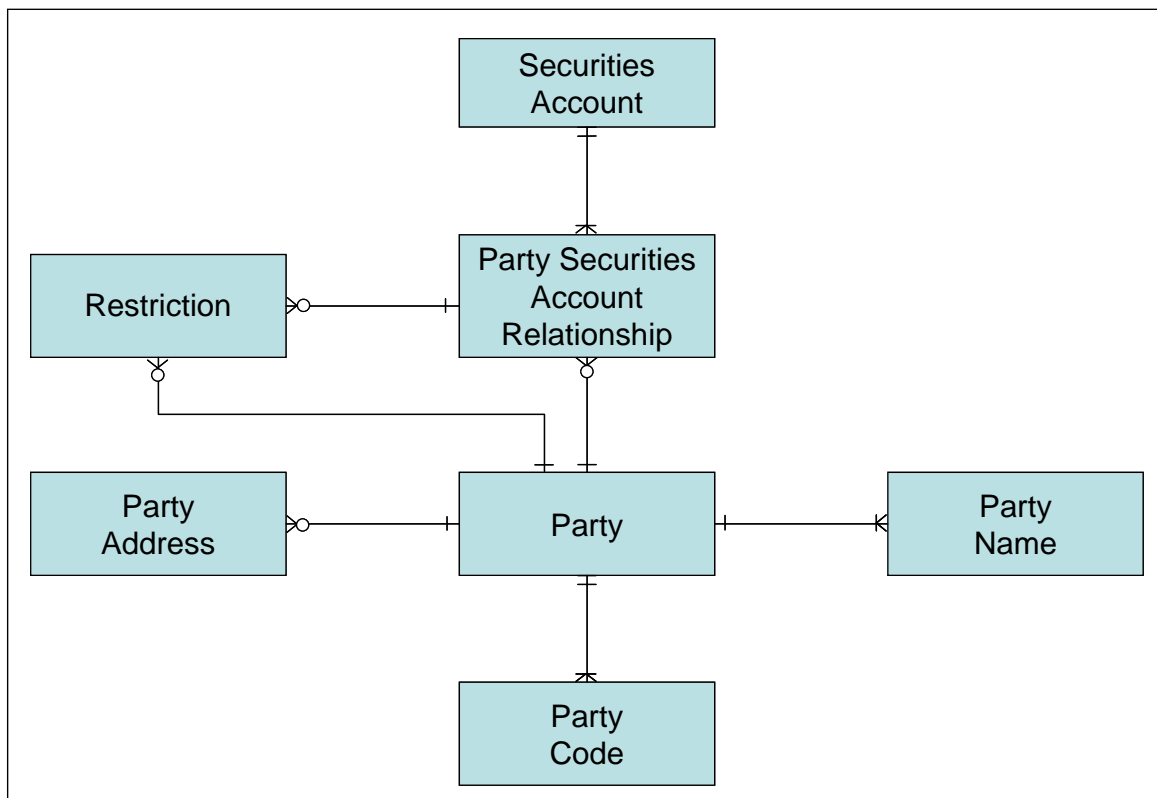 Securities
Account
Restriction
Party Securities
Account
Relationship
Party
Address
Party
Party
Name
Party
Code